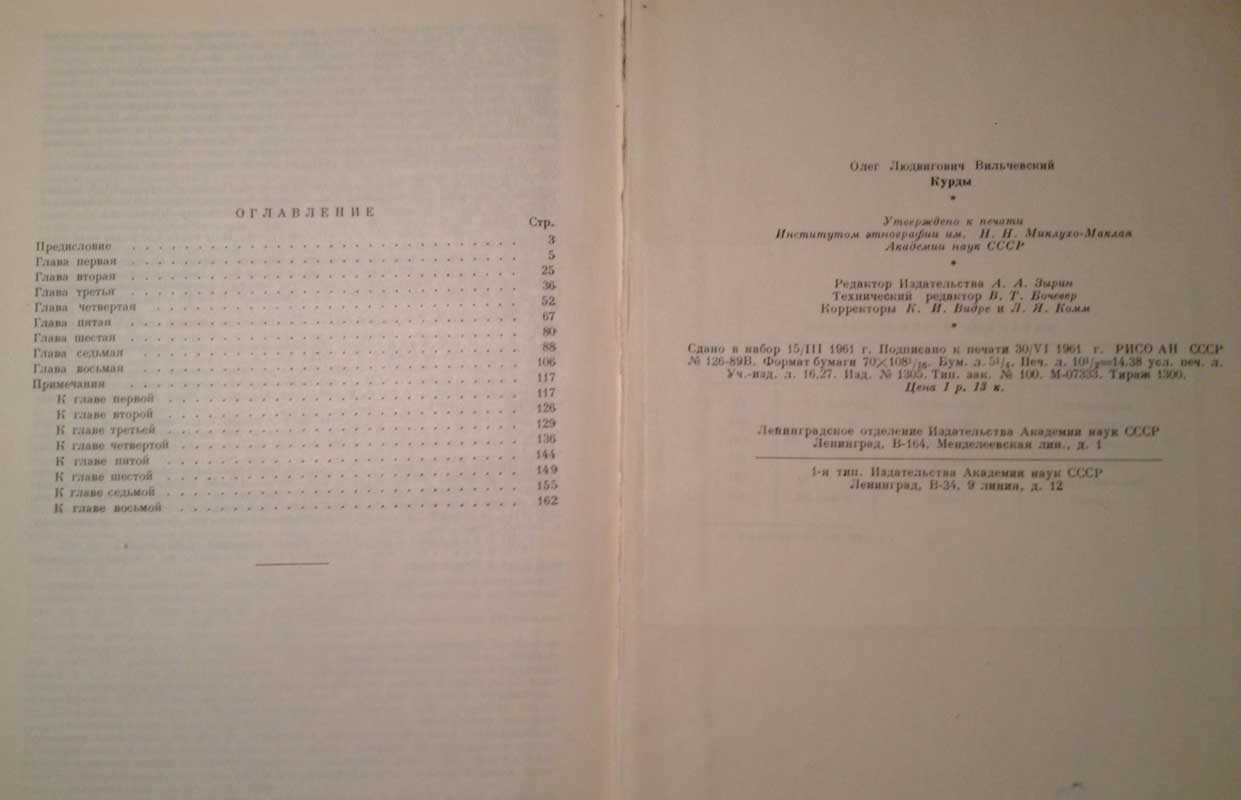 ОГЛАВЛЕНИЕ
Стр.
Предисловие 3
Глава первая 5
Глава вторая 25
Глава третья 36
Глава четвертая 52
Глава пятая 67
Глава шестая 80
Глава седьмая 88
Глава восьмая 106
Примечания 117
К главе первой 117
К главе второй 126
К главе третьей 129
К главе четвертой 136
К главе пятой 144
К главе шестой 149
К главе седьмой 155
К главе восьмой 162
Олег Людвигович Вильчевский
Курды
*
Утверждено к печати
Институтом этнографии им. Н. Н. Миклухо-Маклая
Академии наук СССР
*
Редактор Издательства А. А. Зырин
Технический редактор В. Т. Бочевер
Корректоры К. И. Видре и Л. Я. Комм
*
Сдано в набор 15/III 1961 г. Подписано к печати 30/VI 1961 г. РИСО АН СССР
№ 126-89В. Формат бумаги 70×108¹/₁₆. Бум. л. 5¹/₄. Печ. л. 10¹/₂=14.38 усл. печ. л.
Уч.-изд. л. 16.27. Изд. № 1305. Тип. зак. № 100. М-07333. Тираж 1300.
Цена 1 р. 13 к.
Ленинградское отделение Издательства Академии наук СССР
Ленинград, В-164, Менделеевская лин., д. 1
1-я тип. Издательства Академии наук СССР
Ленинград, В-34, 9 линия, д. 12